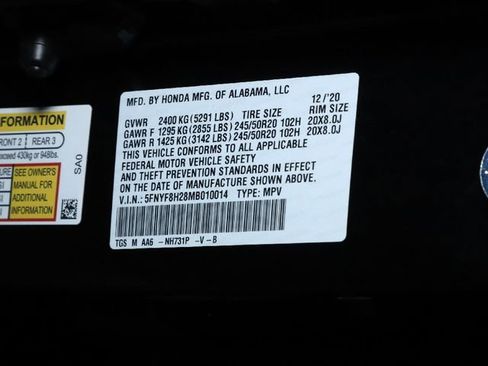 MFD. BY HONDA MFG. OF ALABAMA, LLC 12/'20
GVWR 2400 KG (5291 LBS) TIRE SIZE RIM SIZE
GAWR F 1295 KG (2855 LBS) 245/50R20 102H 20X8.0J
GAWR R 1425 KG (3142 LBS) 245/50R20 102H 20X8.0J
THIS VEHICLE CONFORMS TO ALL APPLICABLE
FEDERAL MOTOR VEHICLE SAFETY
AND THEFT PREVENTION STANDARDS IN EFFECT
ON THE DATE OF MANUFACTURE SHOWN ABOVE.
V.I.N.: 5FNYF8H28MB010014 TYPE: MPV
TGS M AA6 -NH731P -V-B
FORMATION
FRONT 2 REAR 3
exceed 430kg or 948lbs.
SEE OWNER'S
MANUAL FOR
ADDITIONAL
INFORMATION
SA0